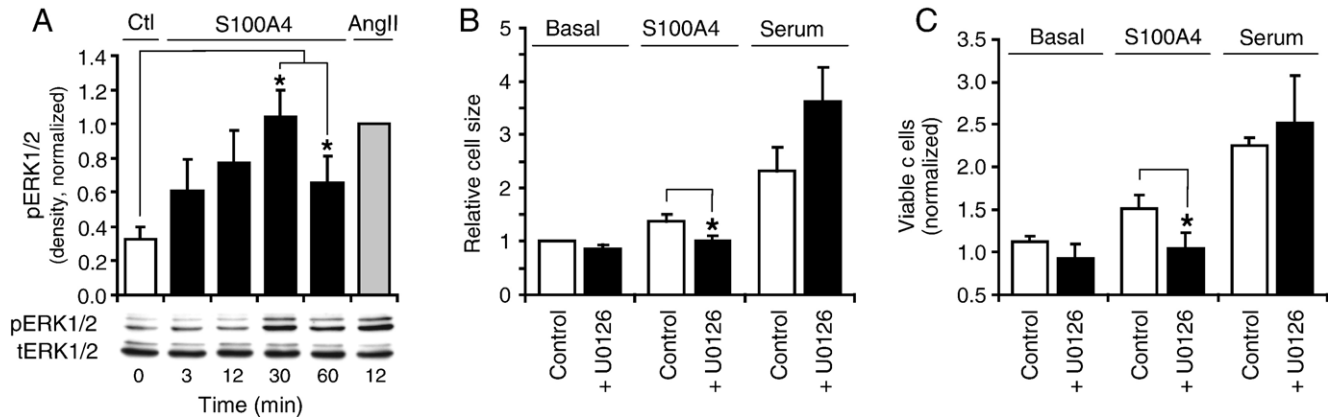 A
Ctl S100A4 AngII
pERK1/2
(density, normalized)
1.4
1.2
1.0
0.8
0.6
0.4
0.2
0.0
*
*
pERK1/2
tERK1/2
0 3 12 30 60 12
Time (min)
B
Basal S100A4 Serum
Relative cell size
5
4
3
2
1
0
*
Control
+ U0126
Control
+ U0126
Control
+ U0126
C
Basal S100A4 Serum
Viable c ells
(normalized)
3.5
3.0
2.5
2.0
1.5
1.0
0.5
*
Control
+ U0126
Control
+ U0126
Control
+ U0126